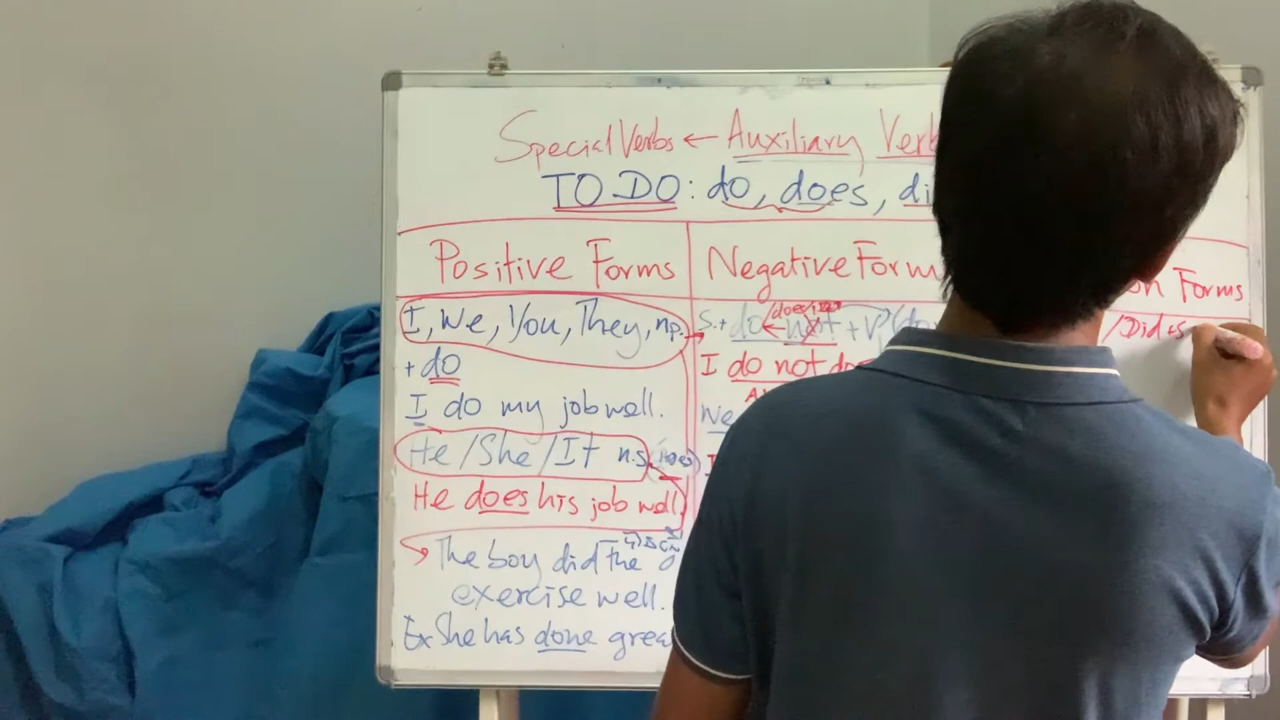 Special Verbs ← Auxiliary Verb
TO DO: do, does, di
Positive Forms
Negative Form
on Forms
I, We, You, They, np.
+ do
I do my job well.
He/She/It n.s
He does his job well.
The boy did the
exercise well.
Ex She has done grea
S.+ do not + V
I do not do
We
I
/Did +s